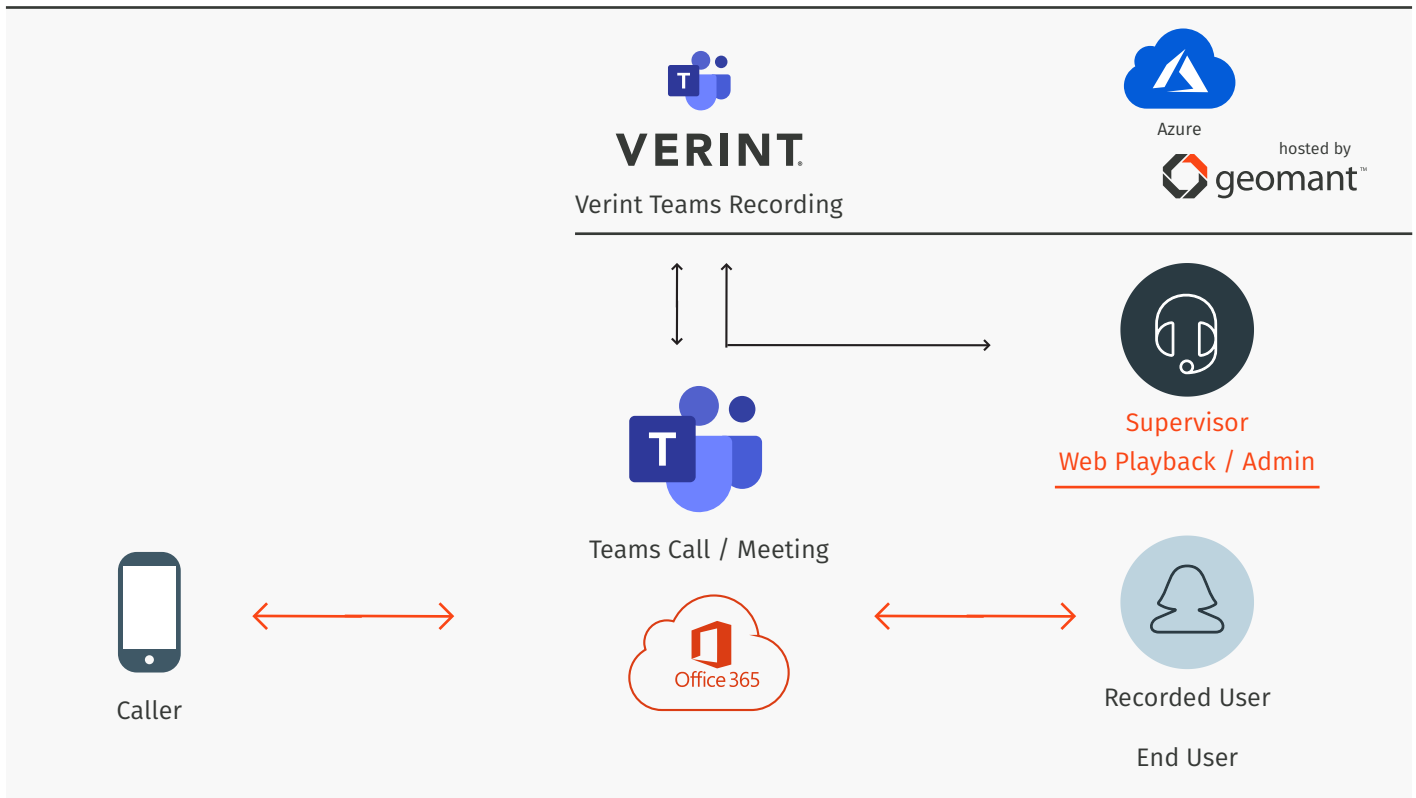 T
VERINT.
Verint Teams Recording
Azure
hosted by
geomant™
Supervisor
Web Playback / Admin
T
Teams Call / Meeting
Office 365
Caller
Recorded User
End User